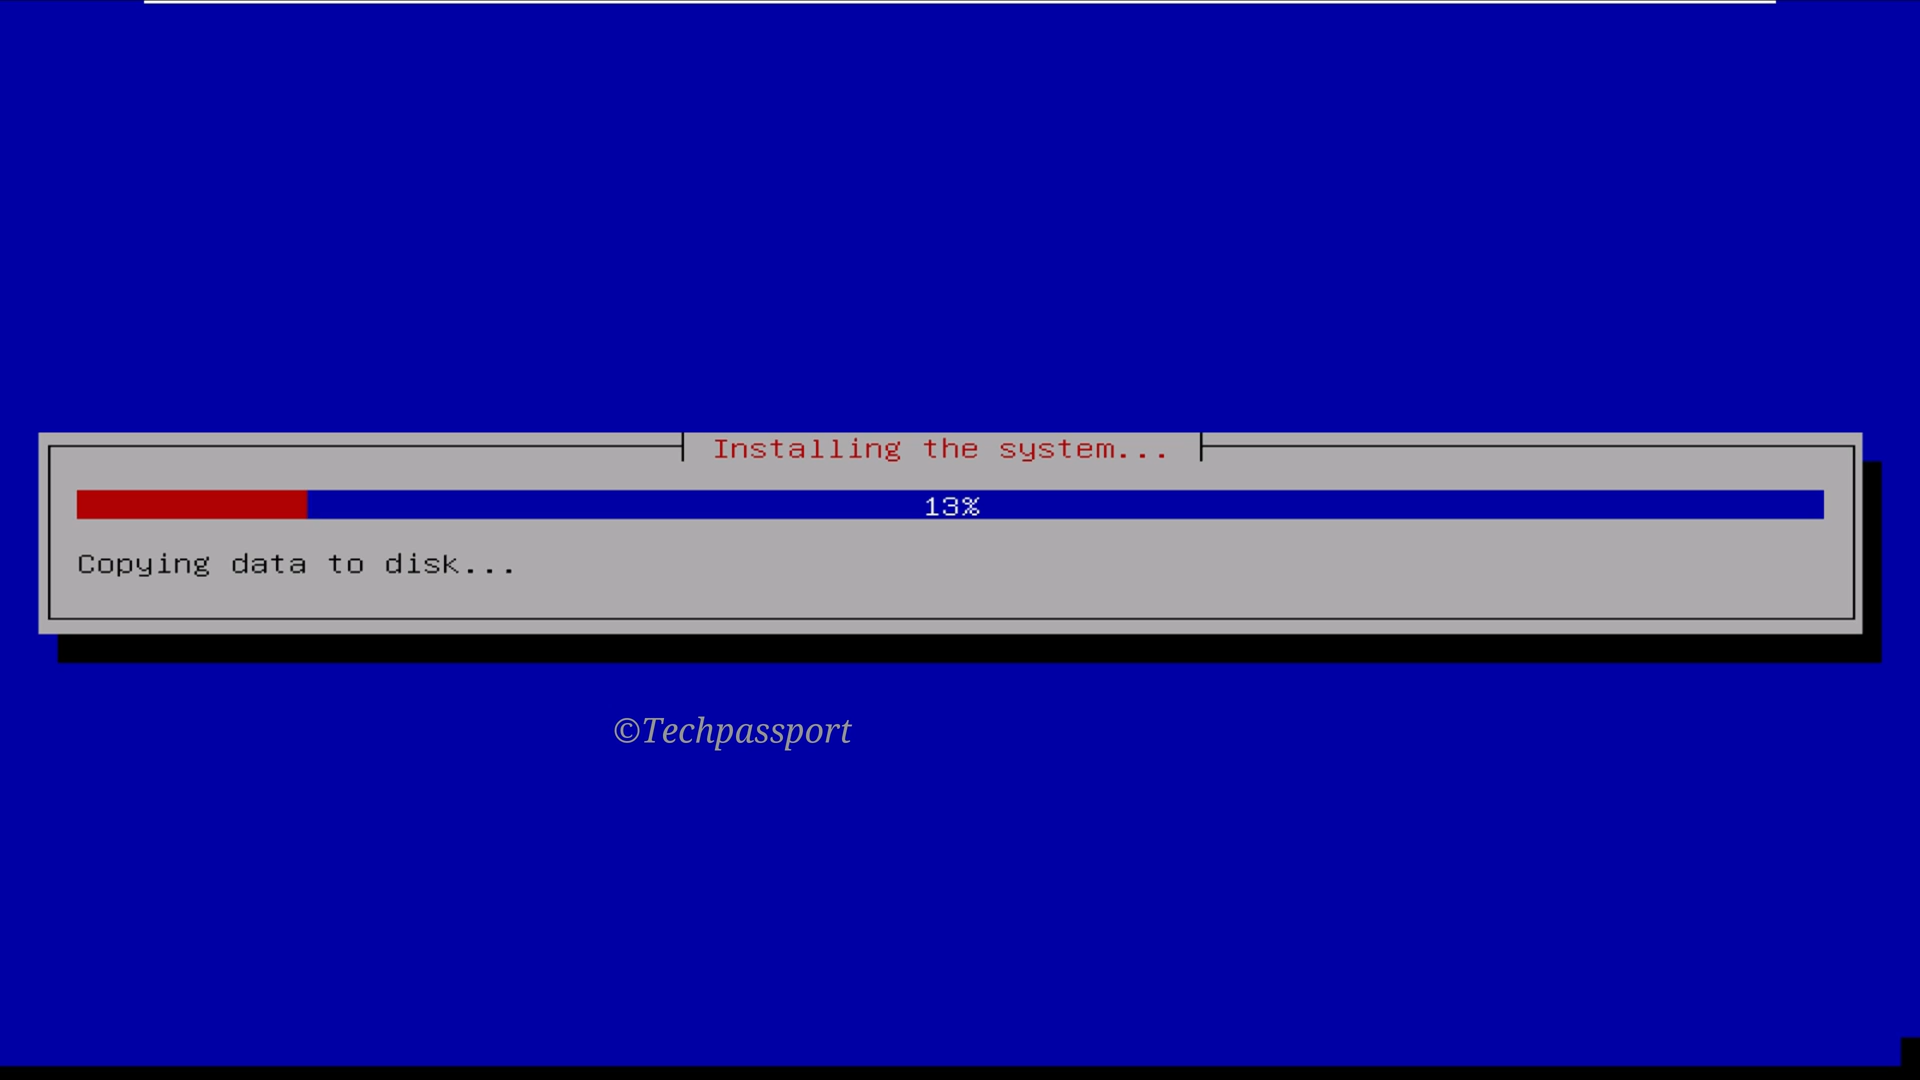 Installing the system...
13%
Copying data to disk...
©Techpassport